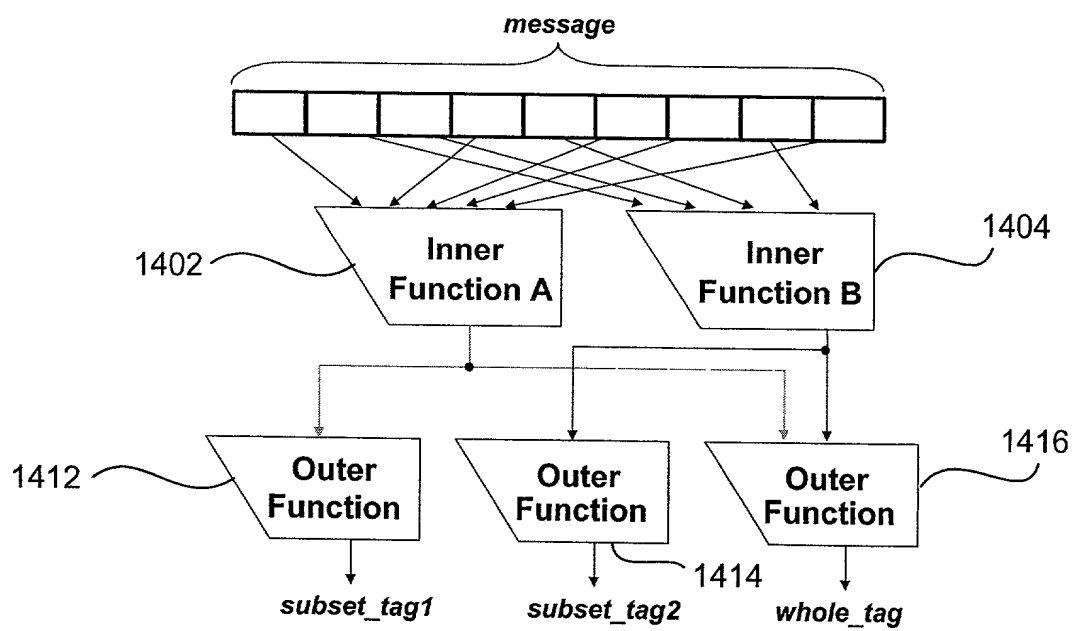 message
1402
Inner
Function A
Inner
Function B
1404
1412
Outer
Function
Outer
Function
1414
Outer
Function
1416
subset_tag1
subset_tag2
whole_tag